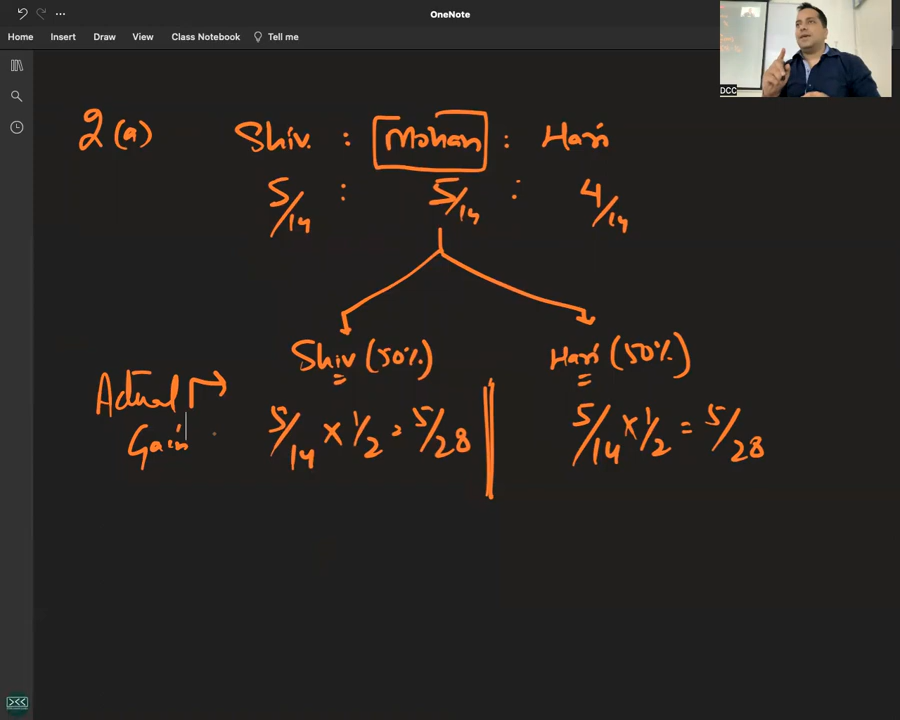 OneNote
Home Insert Draw View Class Notebook Tell me
DCC
2 (a) Shiv. : Mohan : Hari
5/14 : 5/14 : 4/14
Shiv (50%) Hari (50%)
Actual
Gain 5/14 × 1/2 = 5/28 5/14 × 1/2 = 5/28
DCC